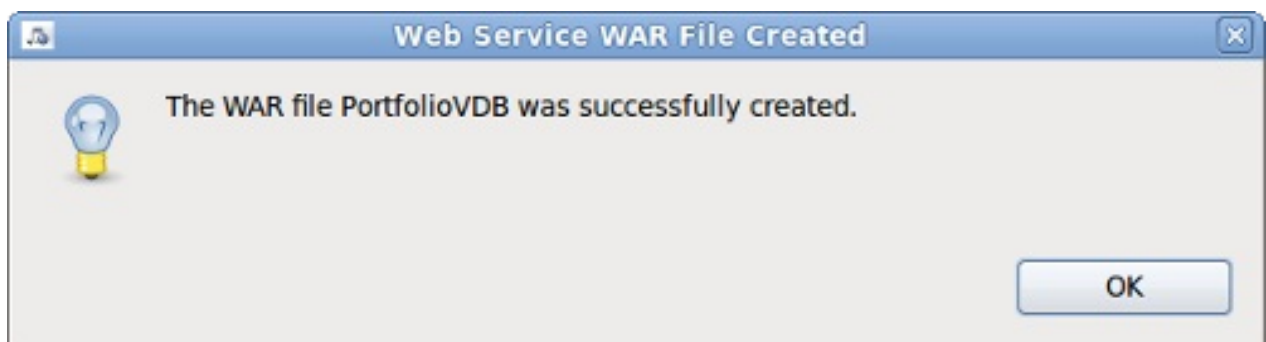 Web Service WAR File Created
The WAR file PortfolioVDB was successfully created.
OK